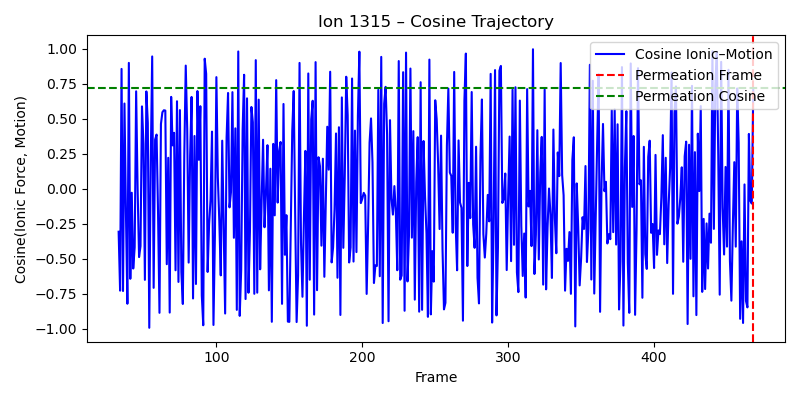 Ion 1315 – Cosine Trajectory
Cosine(Ionic Force, Motion)
1.00
0.75
0.50
0.25
0.00
−0.25
−0.50
−0.75
−1.00
Cosine Ionic–Motion
Permeation Frame
Permeation Cosine
100
200
300
400
Frame